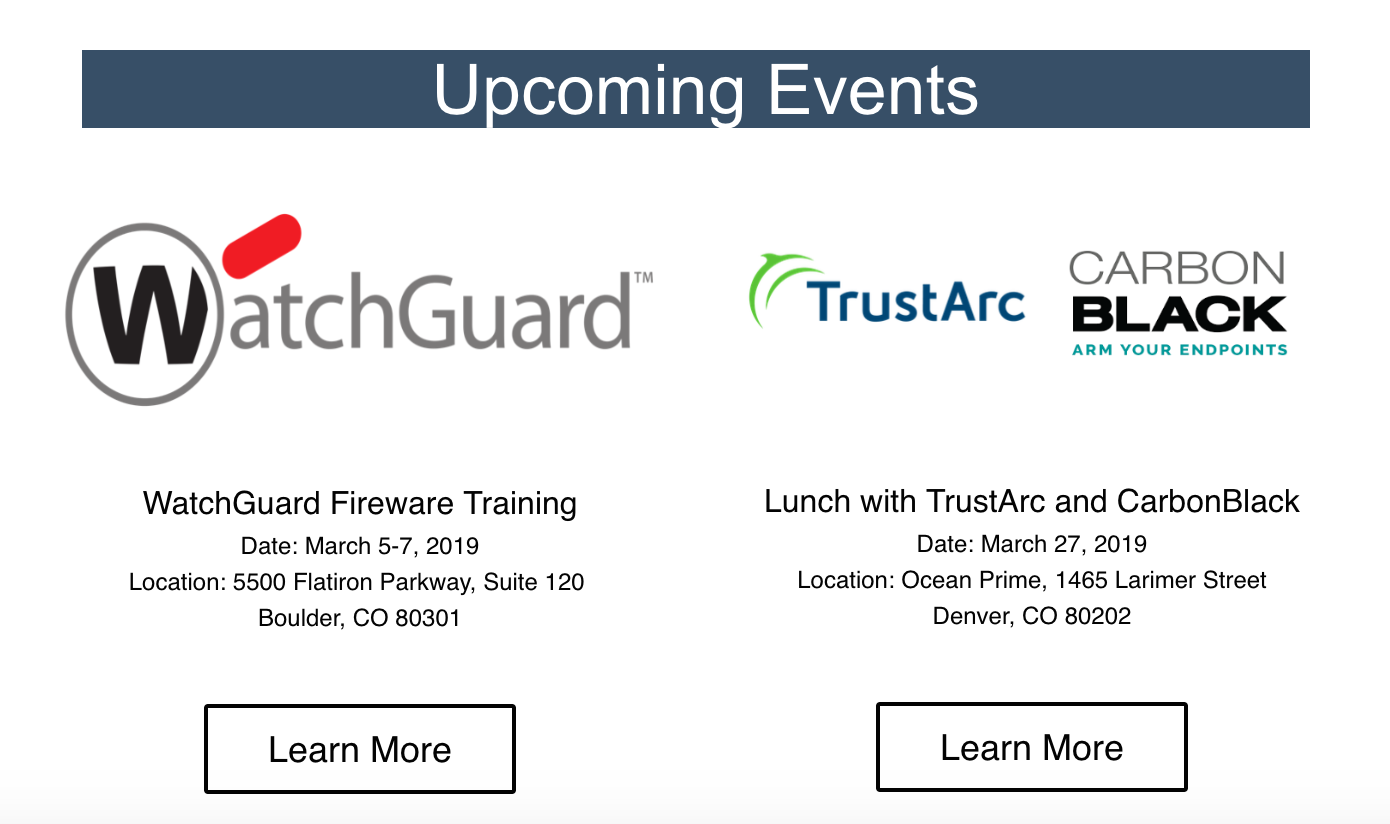 Upcoming Events
WatchGuard™
TrustArc
CARBON
BLACK
ARM YOUR ENDPOINTS
WatchGuard Fireware Training
Date: March 5-7, 2019
Location: 5500 Flatiron Parkway, Suite 120
Boulder, CO 80301
Learn More
Lunch with TrustArc and CarbonBlack
Date: March 27, 2019
Location: Ocean Prime, 1465 Larimer Street
Denver, CO 80202
Learn More